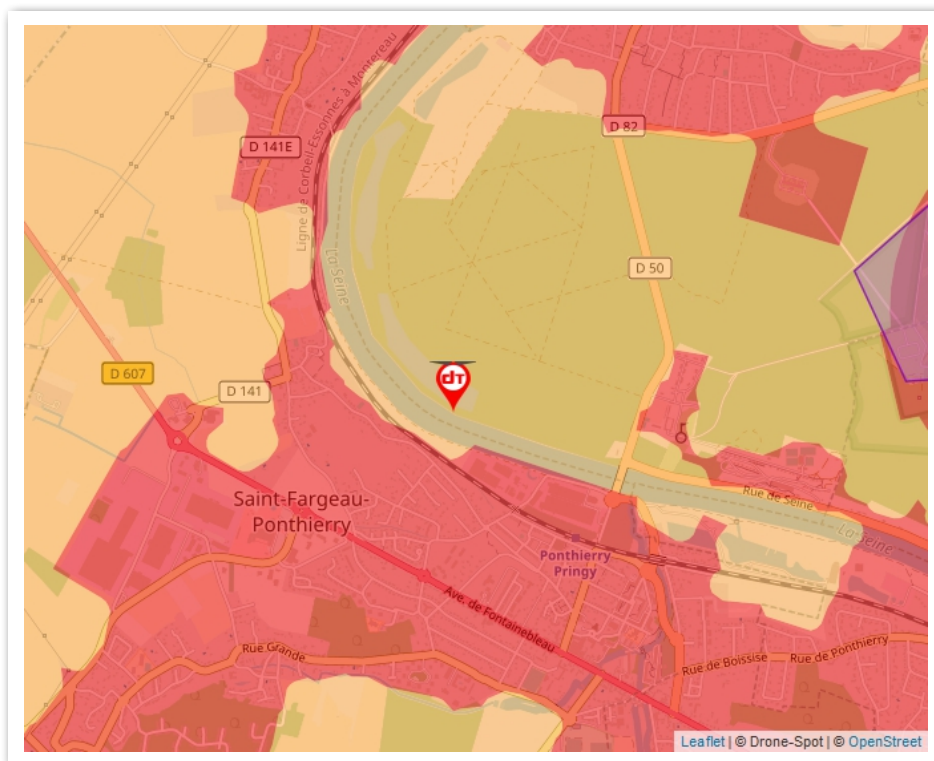 D 82
Ligne de Corbeil-Essonnes à Montereau
D 141E
La Seine
D 50
D 607
D 141
dT
Saint-Fargeau-
Ponthierry
Rue de Seine
La Seine
Ponthierry
Pringy
Ave. de Fontainebleau
Rue Grande
Rue de Boissise
Rue de Ponthierry
Leaflet | © Drone-Spot | © OpenStreet